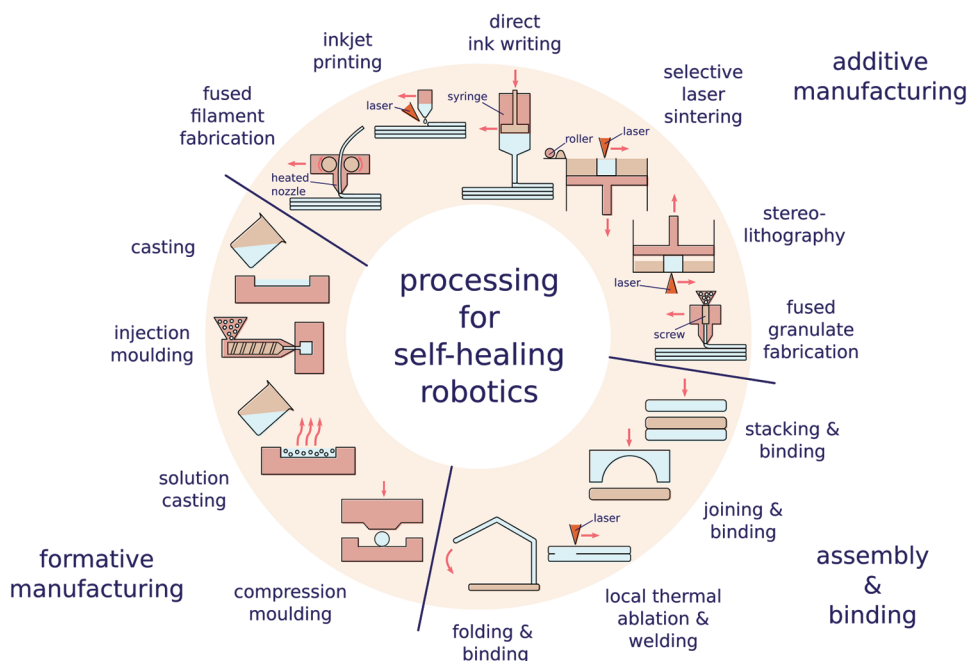 direct
ink writing
inkjet
printing
additive
manufacturing
selective
laser
sintering
fused
filament
fabrication
laser
syringe
roller
laser
heated
nozzle
stereo-
lithography
casting
laser
processing
for
self-healing
robotics
injection
moulding
screw
fused
granulate
fabrication
stacking &
binding
solution
casting
joining &
binding
laser
formative
manufacturing
assembly
&
binding
compression
moulding
local thermal
ablation &
welding
folding &
binding